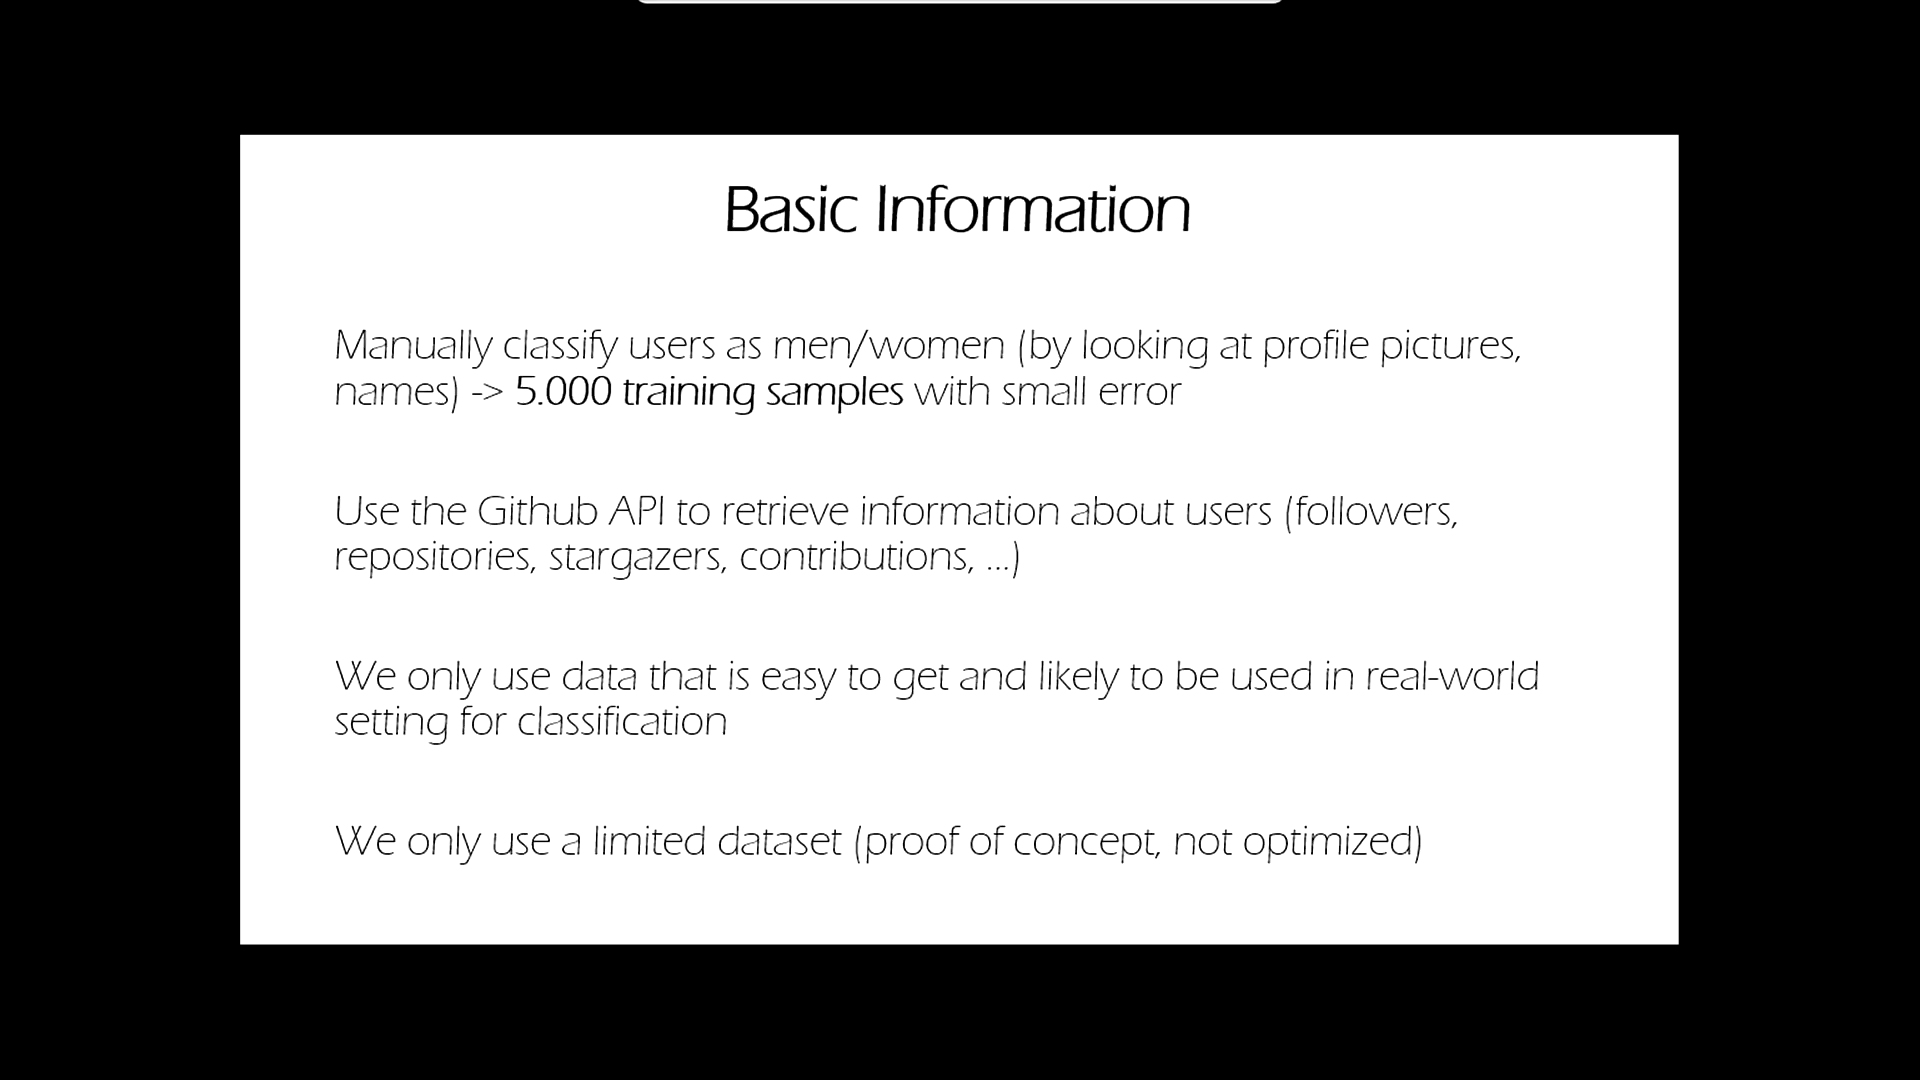 Basic Information
Manually classify users as men/women (by looking at profile pictures,
names) -> 5.000 training samples with small error
Use the Github API to retrieve information about users (followers,
repositories, stargazers, contributions, ...)
We only use data that is easy to get and likely to be used in real-world
setting for classification
We only use a limited dataset (proof of concept, not optimized)